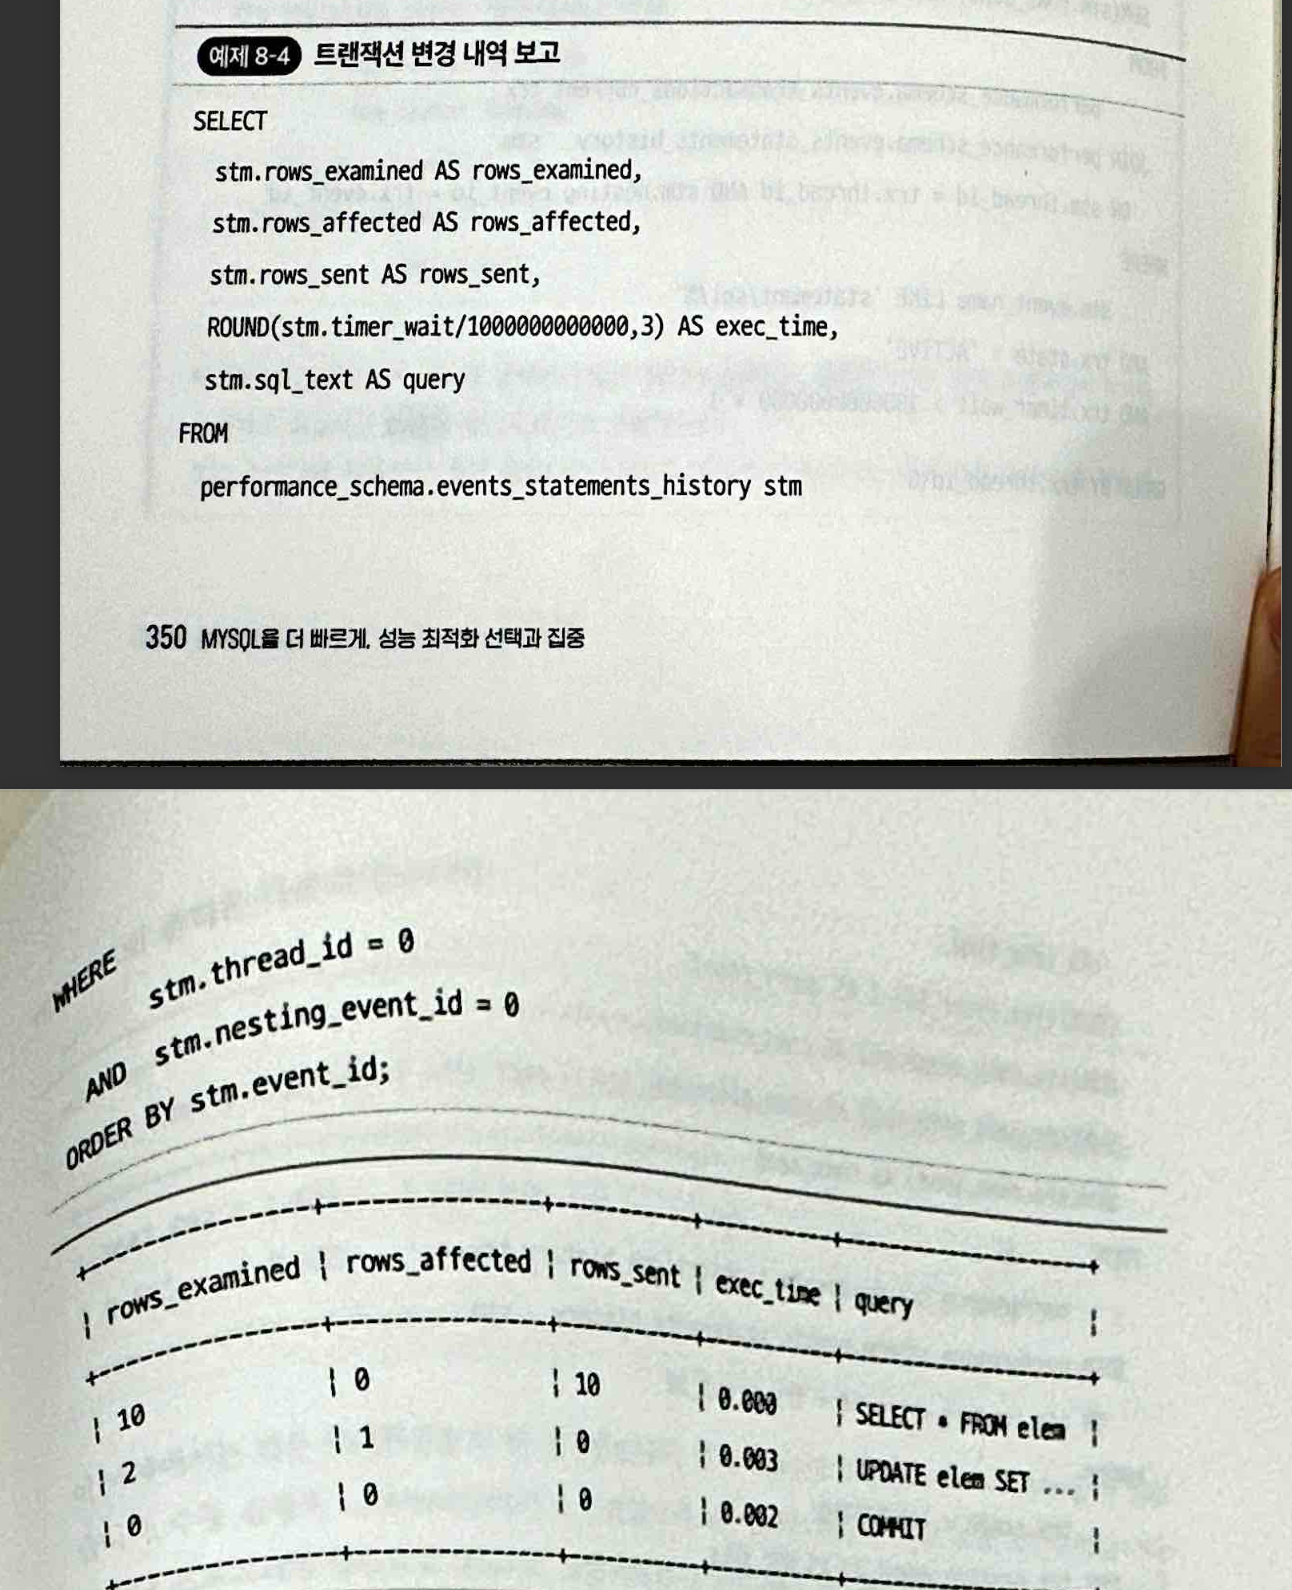 예제 8-4 트랜잭션 변경 내역 보고
SELECT
stm.rows_examined AS rows_examined,
stm.rows_affected AS rows_affected,
stm.rows_sent AS rows_sent,
ROUND(stm.timer_wait/1000000000000,3) AS exec_time,
stm.sql_text AS query
FROM
performance_schema.events_statements_history stm
350 MYSQL을 더 빠르게, 성능 최적화 선택과 집중
WHERE
stm.thread_id = 0
AND stm.nesting_event_id = 0
ORDER BY stm.event_id;
+---------------+---------------+-----------+-----------+------------------+
| rows_examined | rows_affected | rows_sent | exec_time | query |
+---------------+---------------+-----------+-----------+------------------+
| 10 | 0 | 10 | 0.000 | SELECT * FROM elem |
| 2 | 1 | 0 | 0.003 | UPDATE elem SET ... |
| 0 | 0 | 0 | 0.002 | COMMIT |
+---------------+---------------+-----------+-----------+------------------+